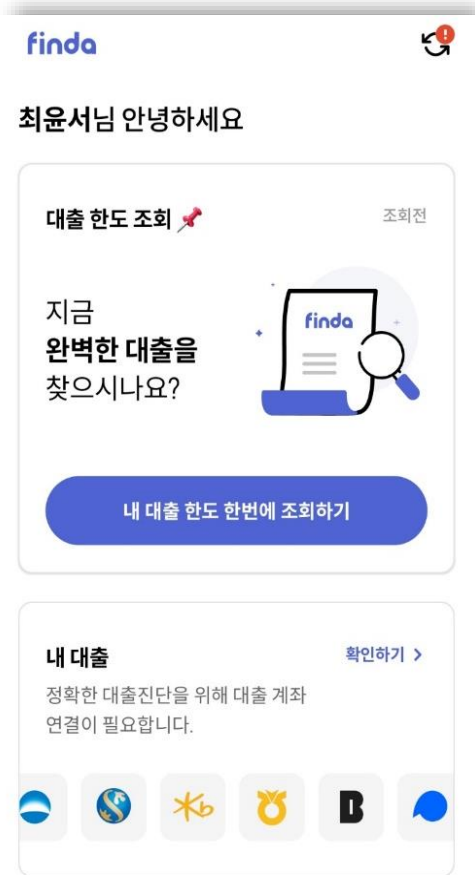 finda
최윤서님 안녕하세요
대출 한도 조회
조회전
지금
완벽한 대출을
찾으시나요?
finda
내 대출 한도 한번에 조회하기
내 대출
확인하기 >
정확한 대출진단을 위해 대출 계좌
연결이 필요합니다.
Kb
B